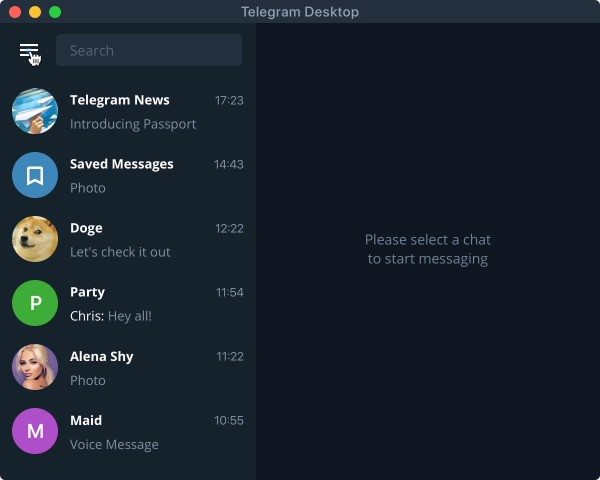 Telegram Desktop
Search
Telegram News 17:23
Introducing Passport
Saved Messages 14:43
Photo
Doge 12:22
Let's check it out
P
Party 11:54
Chris: Hey all!
Alena Shy 11:22
Photo
M
Maid 10:55
Voice Message
Please select a chat
to start messaging